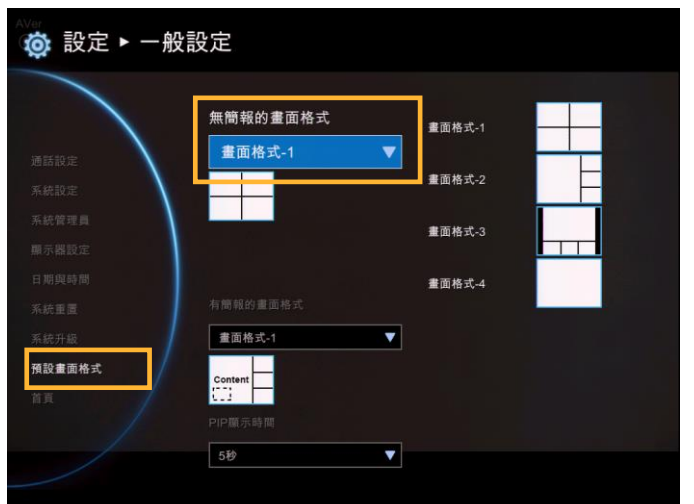 AVer
設定 ▸ 一般設定
通話設定
系統設定
系統管理員
顯示器設定
日期與時間
系統重置
系統升級
預設畫面格式
首頁
無簡報的畫面格式
畫面格式-1
有簡報的畫面格式
畫面格式-1
Content
PIP顯示時間
5秒
畫面格式-1
畫面格式-2
畫面格式-3
畫面格式-4